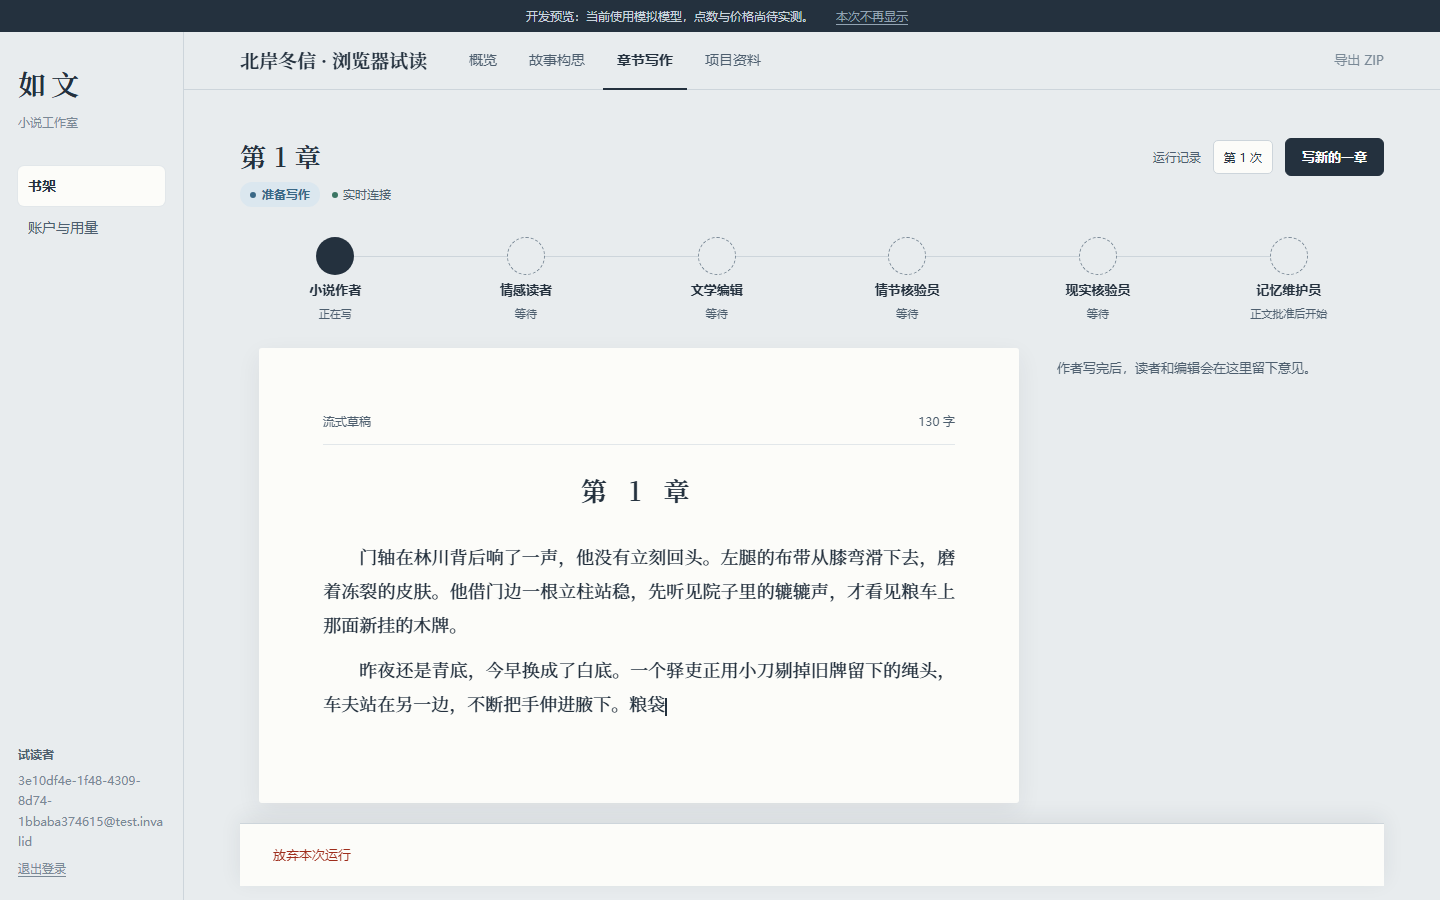 开发预览：当前使用模拟模型，点数与价格尚待实测。 本次不再显示
如文
小说工作室
书架
账户与用量
试读者
3e10df4e-1f48-4309-
8d74-
1bbaba374615@test.inva
lid
退出登录
北岸冬信 · 浏览器试读 概览 故事构思 章节写作 项目资料 导出 ZIP
第 1 章
准备写作 实时连接
运行记录 第 1 次 写新的一章
小说作者 情感读者 文学编辑 情节核验员 现实核验员 记忆维护员
正在写 等待 等待 等待 等待 正文批准后开始
流式草稿 130 字
第 1 章
门轴在林川背后响了一声，他没有立刻回头。左腿的布带从膝弯滑下去，磨
着冻裂的皮肤。他借门边一根立柱站稳，先听见院子里的辘辘声，才看见粮车上
那面新挂的木牌。
昨夜还是青底，今早换成了白底。一个驿吏正用小刀剔掉旧牌留下的绳头，
车夫站在另一边，不断把手伸进腋下。粮袋
作者写完后，读者和编辑会在这里留下意见。
放弃本次运行